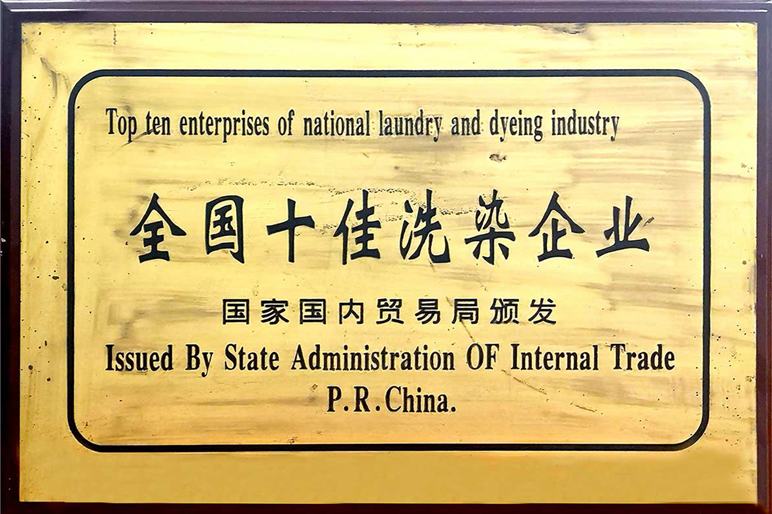 Top ten enterprises of national laundry and dyeing industry
全国十佳洗染企业
国家国内贸易局颁发
Issued By State Administration OF Internal Trade
P.R.China.